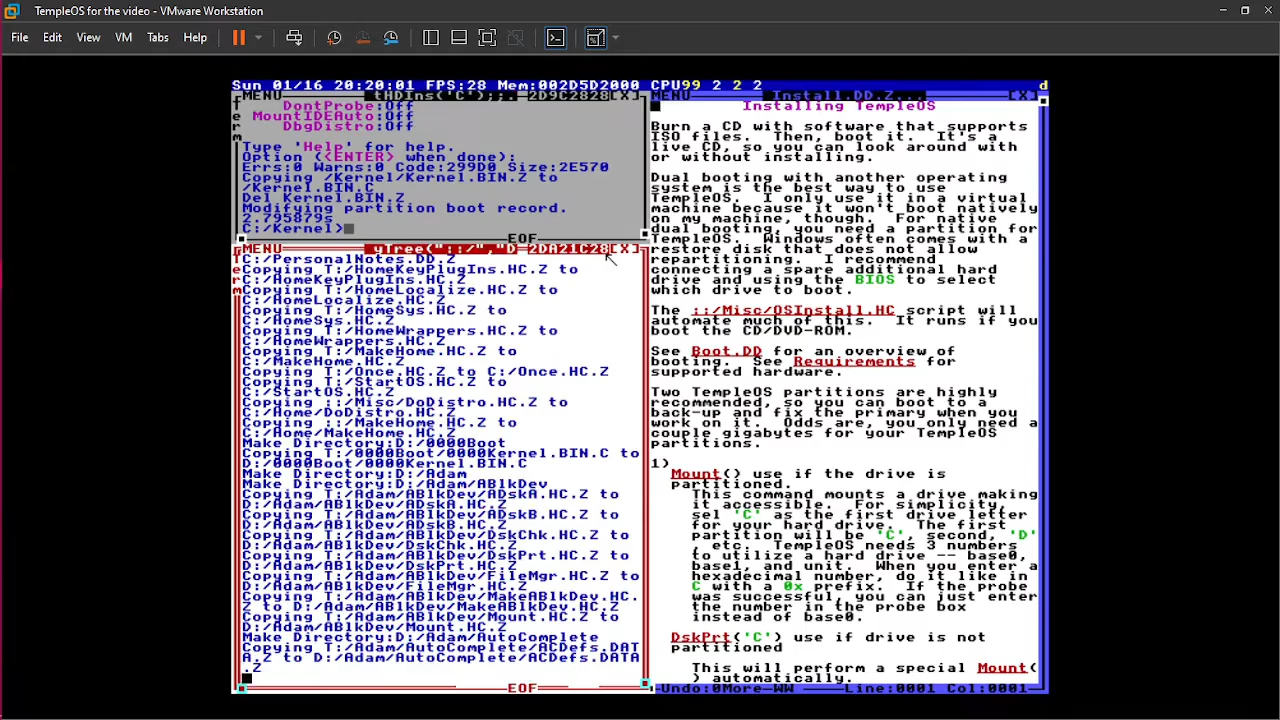 TempleOS for the video - VMware Workstation
File Edit View VM Tabs Help
Sun 01/16 20:20:01 FPS:28 Mem:002D5D2000 CPU99 2 2 2 d
MENU tHDIns('C');;. 2D9C2828[X]
DontProbe:Off
MountIDEAuto:Off
DbgDistro:Off
Type 'Help' for help.
Option (<ENTER> when done):
Errs:0 Warns:0 Code:299D0 Size:2E570
Copying /Kernel/Kernel.BIN.Z to
/Kernel.BIN.C
Del Kernel.BIN.Z
Modifying partition boot record.
2.795879s
C:/Kernel>
EOF
MENU yTree("::/","D 2DA21C28[X]
C:/PersonalNotes.DD.Z
Copying T:/HomeKeyPlugIns.HC.Z to
C:/HomeKeyPlugIns.HC.Z
Copying T:/HomeLocalize.HC.Z to
C:/HomeLocalize.HC.Z
Copying T:/HomeSys.HC.Z to
C:/HomeSys.HC.Z
Copying T:/HomeWrappers.HC.Z to
C:/HomeWrappers.HC.Z
Copying T:/MakeHome.HC.Z to
C:/MakeHome.HC.Z
Copying T:/Once.HC.Z to C:/Once.HC.Z
Copying T:/StartOS.HC.Z to
C:/StartOS.HC.Z
Copying ::/Misc/DoDistro.HC.Z to
C:/Home/DoDistro.HC.Z
Copying ::/MakeHome.HC.Z to
C:/Home/MakeHome.HC.Z
Make Directory:D:/0000Boot
Copying T:/0000Boot/0000Kernel.BIN.C to
D:/0000Boot/0000Kernel.BIN.C
Make Directory:D:/Adam
Make Directory:D:/Adam/ABlkDev
Copying T:/Adam/ABlkDev/ADskA.HC.Z to
D:/Adam/ABlkDev/ADskA.HC.Z
Copying T:/Adam/ABlkDev/ADskB.HC.Z to
D:/Adam/ABlkDev/ADskB.HC.Z
Copying T:/Adam/ABlkDev/DskChk.HC.Z to
D:/Adam/ABlkDev/DskChk.HC.Z
Copying T:/Adam/ABlkDev/DskPrt.HC.Z to
D:/Adam/ABlkDev/DskPrt.HC.Z
Copying T:/Adam/ABlkDev/FileMgr.HC.Z to
D:/Adam/ABlkDev/FileMgr.HC.Z
Copying T:/Adam/ABlkDev/MakeABlkDev.HC.
Z to D:/Adam/ABlkDev/MakeABlkDev.HC.Z
Copying T:/Adam/ABlkDev/Mount.HC.Z to
D:/Adam/ABlkDev/Mount.HC.Z
Make Directory:D:/Adam/AutoComplete
Copying T:/Adam/AutoComplete/ACDefs.DAT
A.Z to D:/Adam/AutoComplete/ACDefs.DATA
.Z
EOF
MENU Install.DD.Z... [X]
Installing TempleOS
Burn a CD with software that supports
ISO files. Then, boot it. It's a
live CD, so you can look around with
or without installing.
Dual booting with another operating
system is the best way to use
TempleOS. I only use it in a virtual
machine because it won't boot natively
on my machine, though. For native
dual booting, you need a partition for
TempleOS. Windows often comes with a
restore disk that does not allow
repartitioning. I recommend
connecting a spare additional hard
drive and using the BIOS to select
which drive to boot.
The ::/Misc/OSInstall.HC script will
automate much of this. It runs if you
boot the CD/DVD-ROM.
See Boot.DD for an overview of
booting. See Requirements for
supported hardware.
Two TempleOS partitions are highly
recommended, so you can boot to a
back-up and fix the primary when you
work on it. Odds are, you only need a
couple gigabytes for your TempleOS
partitions.
1)
Mount() use if the drive is
partitioned.
This command mounts a drive making
it accessible. For simplicity,
sel 'C' as the first drive letter
for your hard drive. The first
partition will be 'C', second, 'D'
, etc. TempleOS needs 3 numbers
to utilize a hard drive -- base0,
base1, and unit. When you enter a
hexadecimal number, do it like in
C with a 0x prefix. If the probe
was successful, you can just enter
the number in the probe box
instead of base0.
DskPrt('C') use if drive is not
partitioned
This will perform a special Mount(
) automatically.
Undo:0More-WW Line:0001 Col:0001